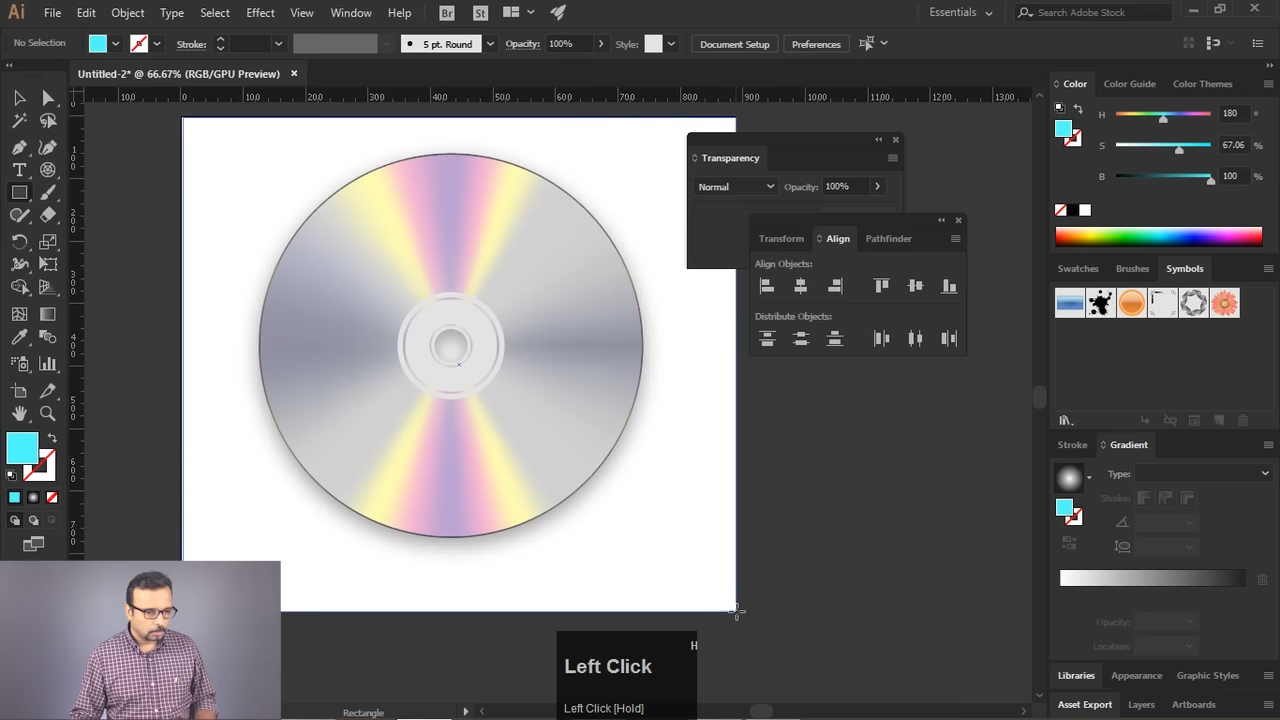 Ai File Edit Object Type Select Effect View Window Help Br St Essentials Search Adobe Stock
No Selection Stroke: 5 pt. Round Opacity: 100% Style: Document Setup Preferences
Untitled-2* @ 66.67% (RGB/GPU Preview)
Color Color Guide Color Themes
H 180 °
S 67.06
B 100
Transparency
Normal Opacity: 100%
Transform Align Pathfinder
Align Objects:
Distribute Objects:
Swatches Brushes Symbols
Stroke Gradient
Type:
Stroke:
Opacity:
Location:
Libraries Appearance Graphic Styles
Asset Export Layers Artboards
H
Left Click
Left Click [Hold]
Rectangle